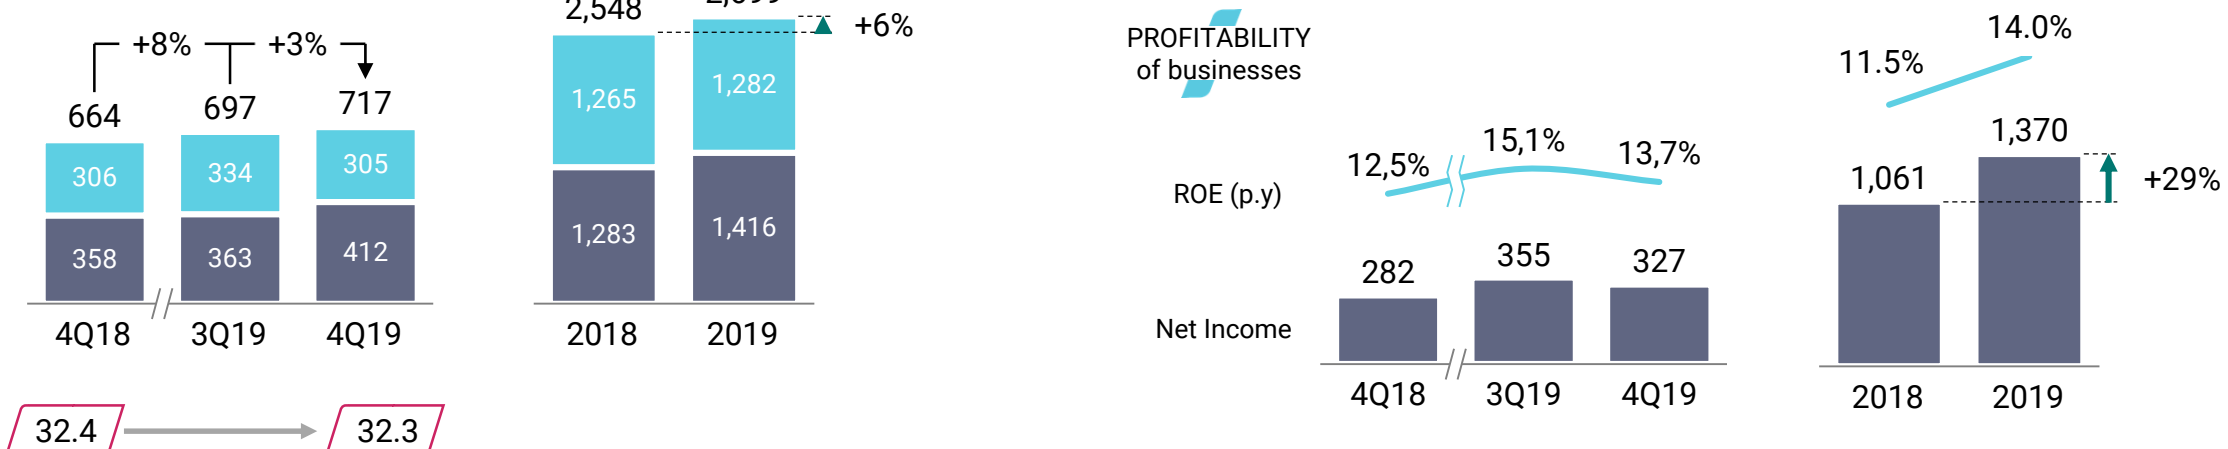 +8% +3%
664 697 717
306 334 305
358 363 412
4Q18 3Q19 4Q19
32.4 32.3
2,548
+6%
1,265 1,282
1,283 1,416
2018 2019
PROFITABILITY
of businesses
ROE (p.y)
12,5% 15,1% 13,7%
Net Income
282 355 327
4Q18 3Q19 4Q19
11.5% 14.0%
1,061 1,370
+29%
2018 2019